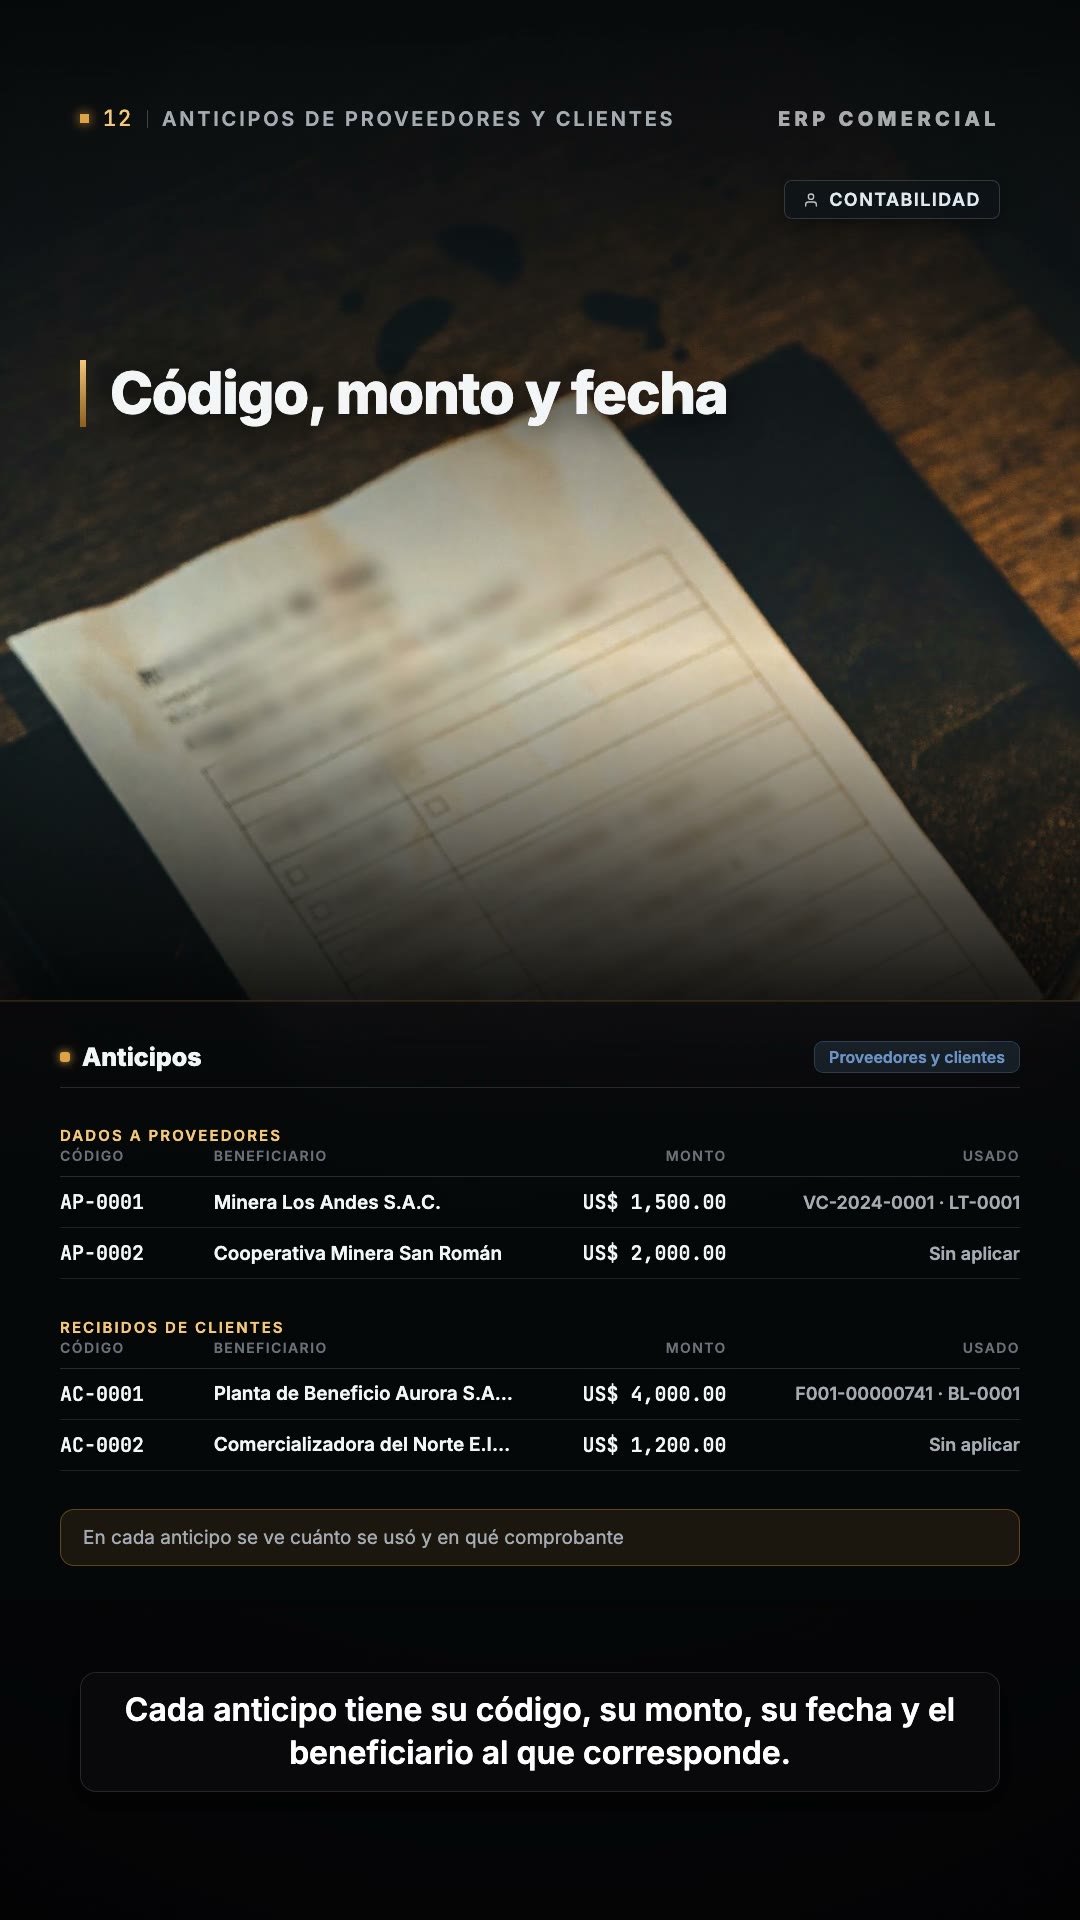 12 ANTICIPOS DE PROVEEDORES Y CLIENTES
ERP COMERCIAL
CONTABILIDAD
Código, monto y fecha
Anticipos
Proveedores y clientes
DADOS A PROVEEDORES
CÓDIGO BENEFICIARIO MONTO USADO
AP-0001 Minera Los Andes S.A.C. US$ 1,500.00 VC-2024-0001 · LT-0001
AP-0002 Cooperativa Minera San Román US$ 2,000.00 Sin aplicar
RECIBIDOS DE CLIENTES
CÓDIGO BENEFICIARIO MONTO USADO
AC-0001 Planta de Beneficio Aurora S.A... US$ 4,000.00 F001-00000741 · BL-0001
AC-0002 Comercializadora del Norte E.I... US$ 1,200.00 Sin aplicar
En cada anticipo se ve cuánto se usó y en qué comprobante
Cada anticipo tiene su código, su monto, su fecha y el
beneficiario al que corresponde.